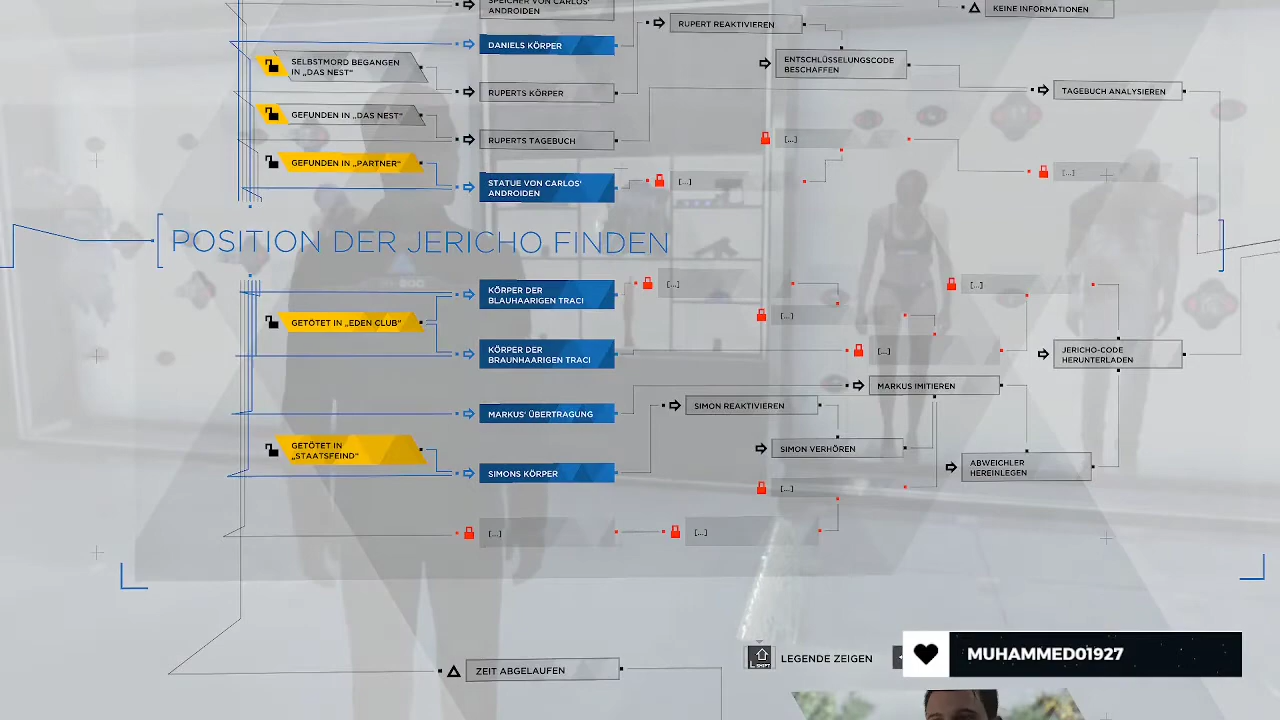 SPEICHER VON CARLOS'
ANDROIDEN
RUPERT REAKTIVIEREN
KEINE INFORMATIONEN
DANIELS KÖRPER
SELBSTMORD BEGANGEN
IN „DAS NEST“
ENTSCHLÜSSELUNGSCODE
BESCHAFFEN
RUPERTS KÖRPER
TAGEBUCH ANALYSIEREN
GEFUNDEN IN „DAS NEST“
RUPERTS TAGEBUCH
[...]
GEFUNDEN IN „PARTNER“
[...]
STATUE VON CARLOS'
ANDROIDEN
[...]
POSITION DER JERICHO FINDEN
KÖRPER DER
BLAUHAARIGEN TRACI
[...]
[...]
[...]
GETÖTET IN „EDEN CLUB“
KÖRPER DER
BRAUNHAARIGEN TRACI
[...]
JERICHO-CODE
HERUNTERLADEN
MARKUS IMITIEREN
MARKUS' ÜBERTRAGUNG
SIMON REAKTIVIEREN
GETÖTET IN
„STAATSFEIND“
SIMON VERHÖREN
SIMONS KÖRPER
ABWEICHLER
HEREINLEGEN
[...]
[...]
[...]
ZEIT ABGELAUFEN
L SHIFT
LEGENDE ZEIGEN
MUHAMMED01927